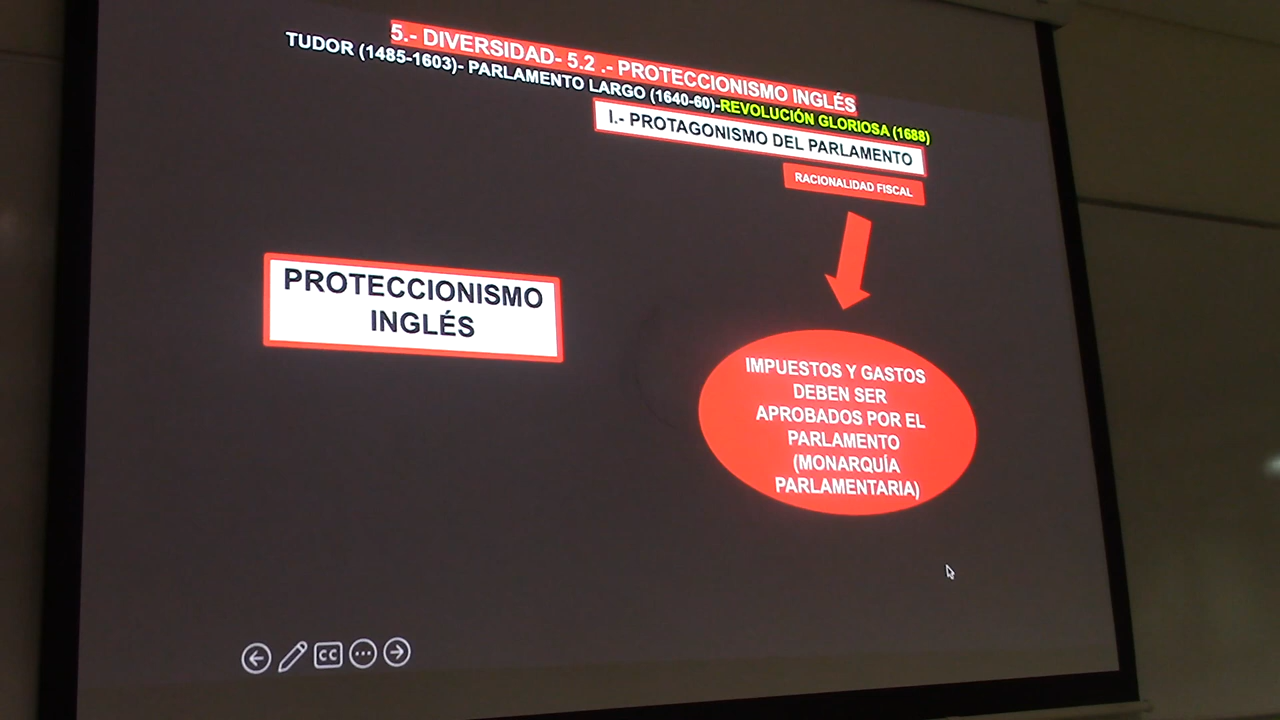 5.- DIVERSIDAD- 5.2 .- PROTECCIONISMO INGLÉS
TUDOR (1485-1603)- PARLAMENTO LARGO (1640-60)-REVOLUCIÓN GLORIOSA (1688)
I.- PROTAGONISMO DEL PARLAMENTO
RACIONALIDAD FISCAL
PROTECCIONISMO
INGLÉS
IMPUESTOS Y GASTOS
DEBEN SER
APROBADOS POR EL
PARLAMENTO
(MONARQUÍA
PARLAMENTARIA)
CC